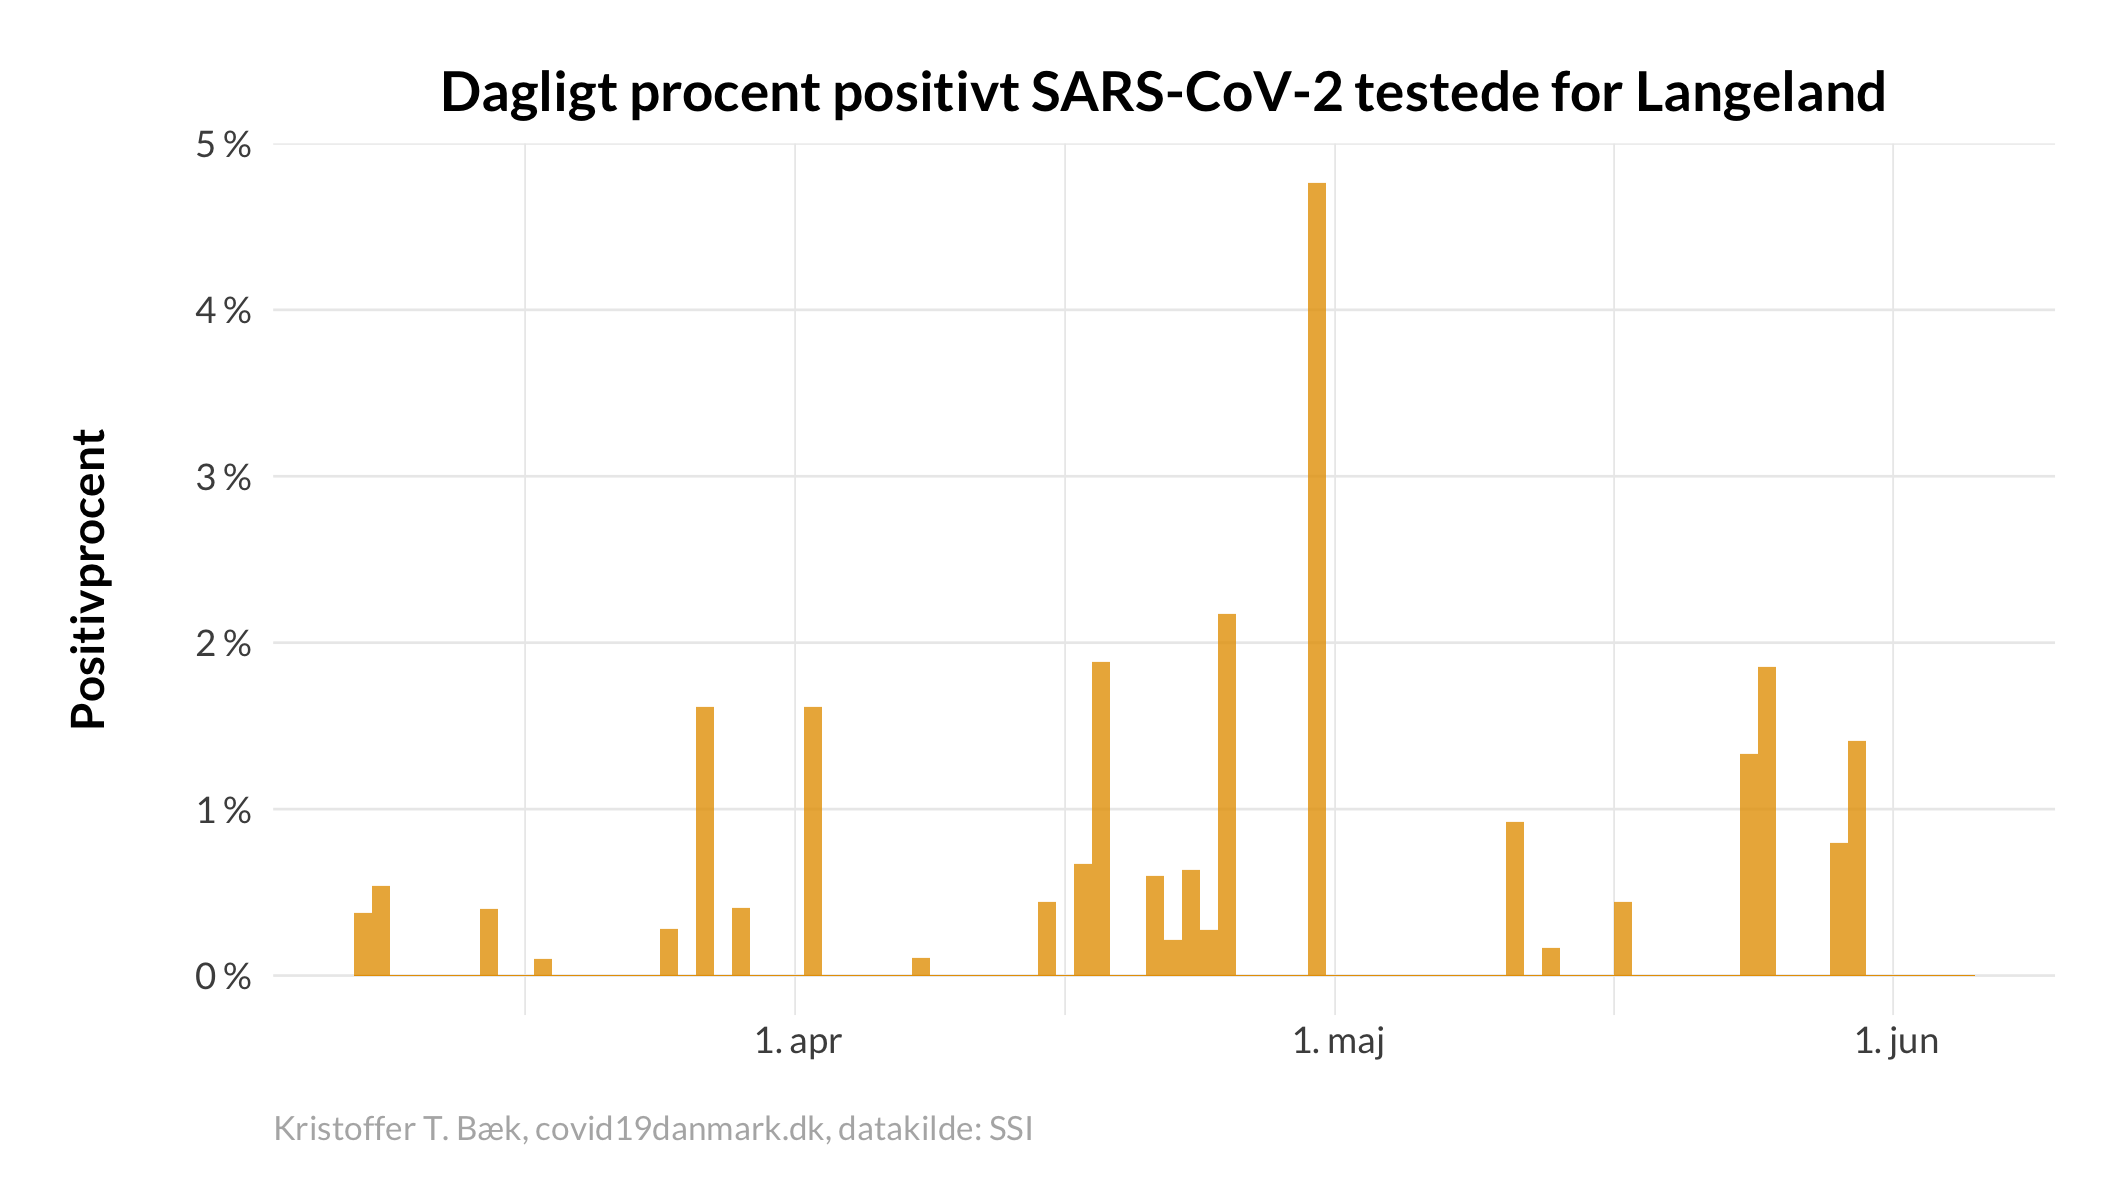 Dagligt procent positivt SARS-CoV-2 testede for Langeland
Positivprocent
5 %
4 %
3 %
2 %
1 %
0 %
1. apr
1. maj
1. jun
Kristoffer T. Bæk, covid19danmark.dk, datakilde: SSI